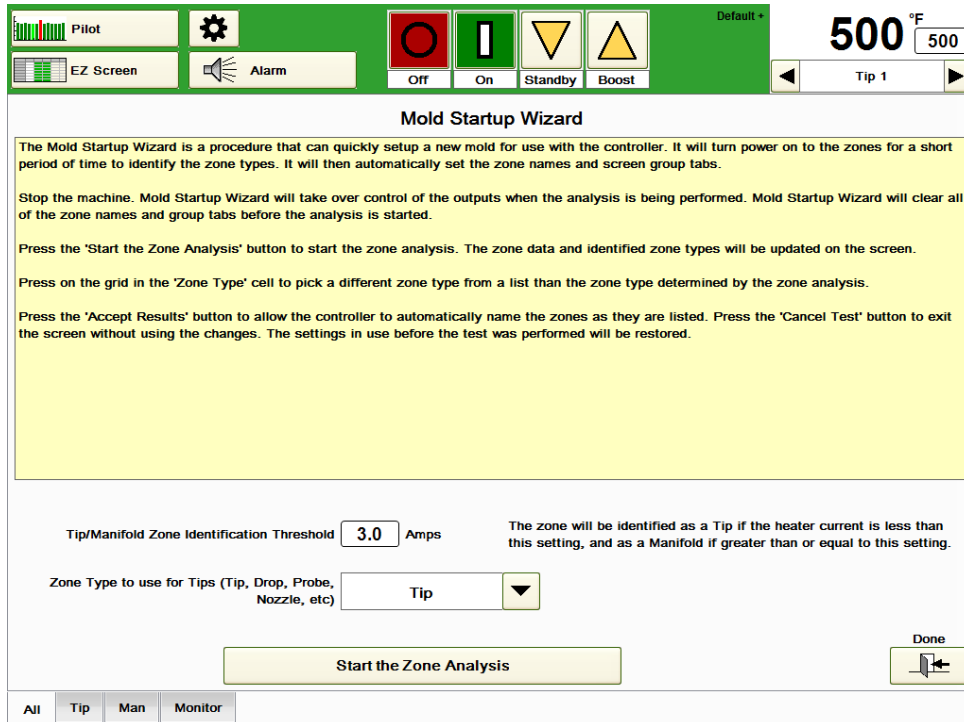 Pilot
EZ Screen
Alarm
Off
On
Standby
Boost
Default +
500 °F
500
Tip 1
Mold Startup Wizard
The Mold Startup Wizard is a procedure that can quickly setup a new mold for use with the controller. It will turn power on to the zones for a short
period of time to identify the zone types. It will then automatically set the zone names and screen group tabs.
Stop the machine. Mold Startup Wizard will take over control of the outputs when the analysis is being performed. Mold Startup Wizard will clear all
of the zone names and group tabs before the analysis is started.
Press the 'Start the Zone Analysis' button to start the zone analysis. The zone data and identified zone types will be updated on the screen.
Press on the grid in the 'Zone Type' cell to pick a different zone type from a list than the zone type determined by the zone analysis.
Press the 'Accept Results' button to allow the controller to automatically name the zones as they are listed. Press the 'Cancel Test' button to exit
the screen without using the changes. The settings in use before the test was performed will be restored.
Tip/Manifold Zone Identification Threshold 3.0 Amps
The zone will be identified as a Tip if the heater current is less than
this setting, and as a Manifold if greater than or equal to this setting.
Zone Type to use for Tips (Tip, Drop, Probe,
Nozzle, etc)
Tip
Start the Zone Analysis
Done
All
Tip
Man
Monitor